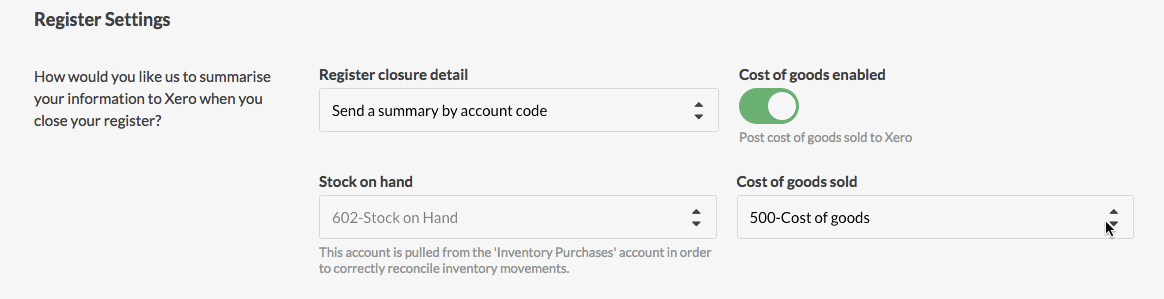 Register Settings
How would you like us to summarise
your information to Xero when you
close your register?
Register closure detail
Send a summary by account code
Cost of goods enabled
Post cost of goods sold to Xero
Stock on hand
602-Stock on Hand
This account is pulled from the 'Inventory Purchases' account in order
to correctly reconcile inventory movements.
Cost of goods sold
500-Cost of goods